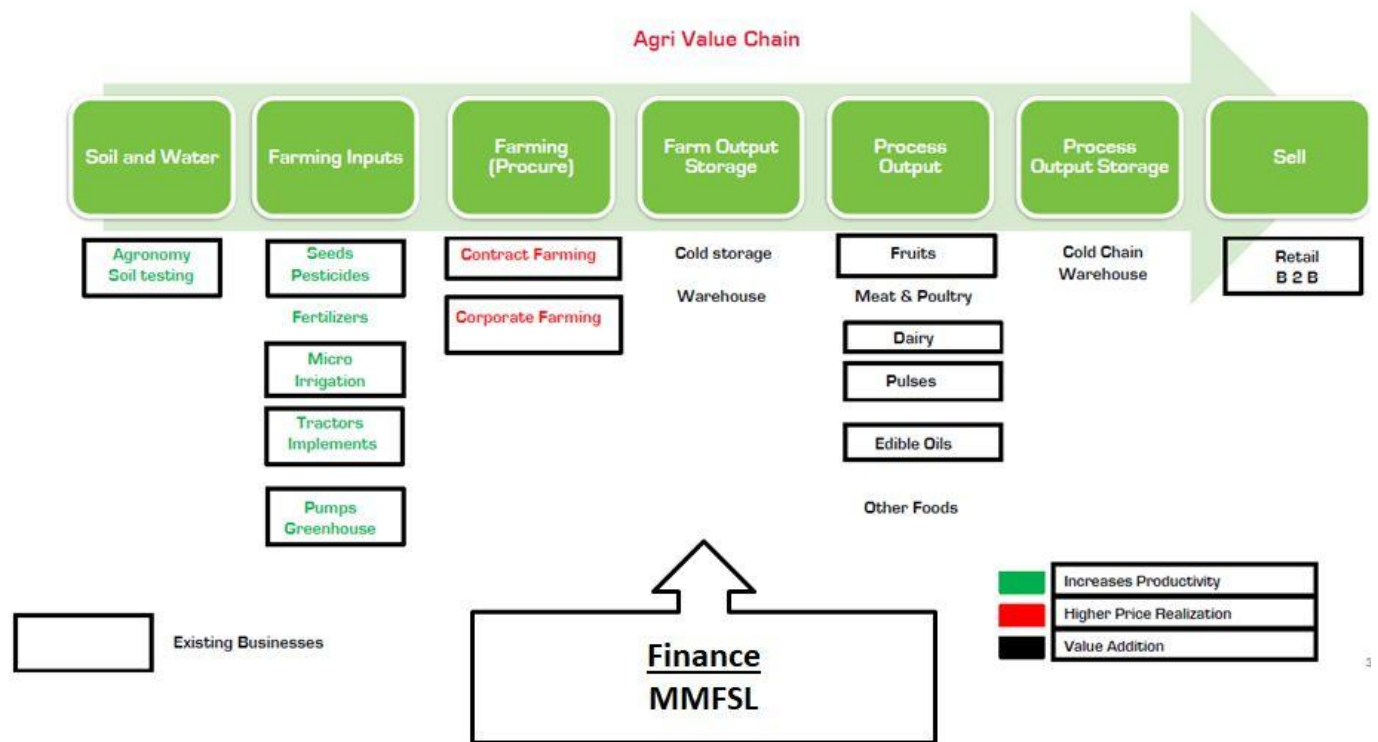 Agri Value Chain
Soil and Water
Farming Inputs
Farming
(Procure)
Farm Output
Storage
Process
Output
Process
Output Storage
Sell
Agronomy
Soil testing
Seeds
Pesticides
Fertilizers
Micro
Irrigation
Tractors
Implements
Pumps
Greenhouse
Contract Farming
Corporate Farming
Cold storage
Warehouse
Fruits
Meat & Poultry
Dairy
Pulses
Edible Oils
Other Foods
Cold Chain
Warehouse
Retail
B 2 B
Existing Businesses
Finance
MMFSL
Increases Productivity
Higher Price Realization
Value Addition